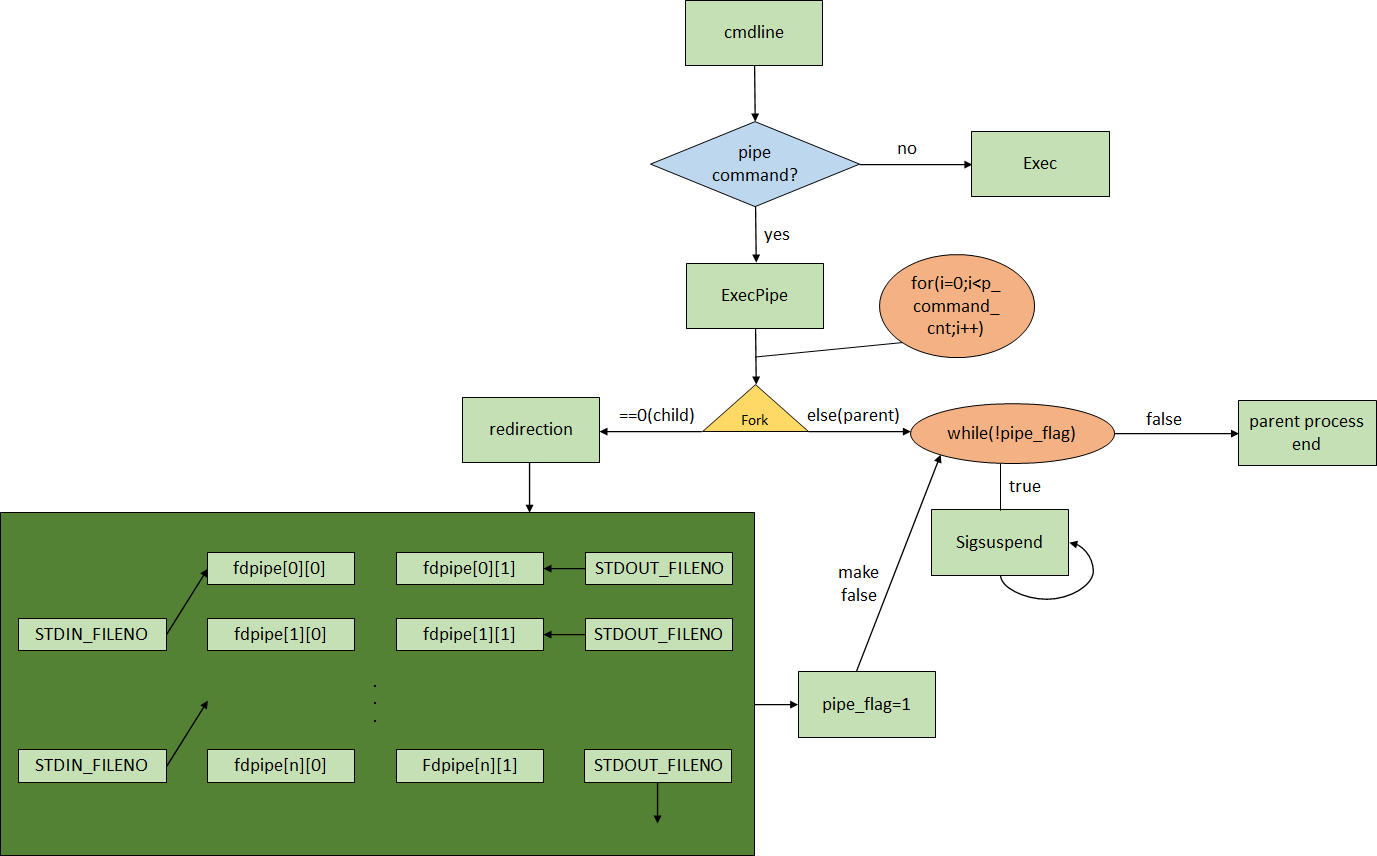 cmdline
pipe
command?
no
Exec
yes
ExecPipe
for(i=0;i<p_
command_
cnt;i++)
redirection
==0(child)
Fork
else(parent)
while(!pipe_flag)
false
parent process
end
true
Sigsuspend
fdpipe[0][0]
fdpipe[0][1]
STDOUT_FILENO
STDIN_FILENO
fdpipe[1][0]
fdpipe[1][1]
STDOUT_FILENO
.
.
.
STDIN_FILENO
fdpipe[n][0]
Fdpipe[n][1]
STDOUT_FILENO
make
false
pipe_flag=1